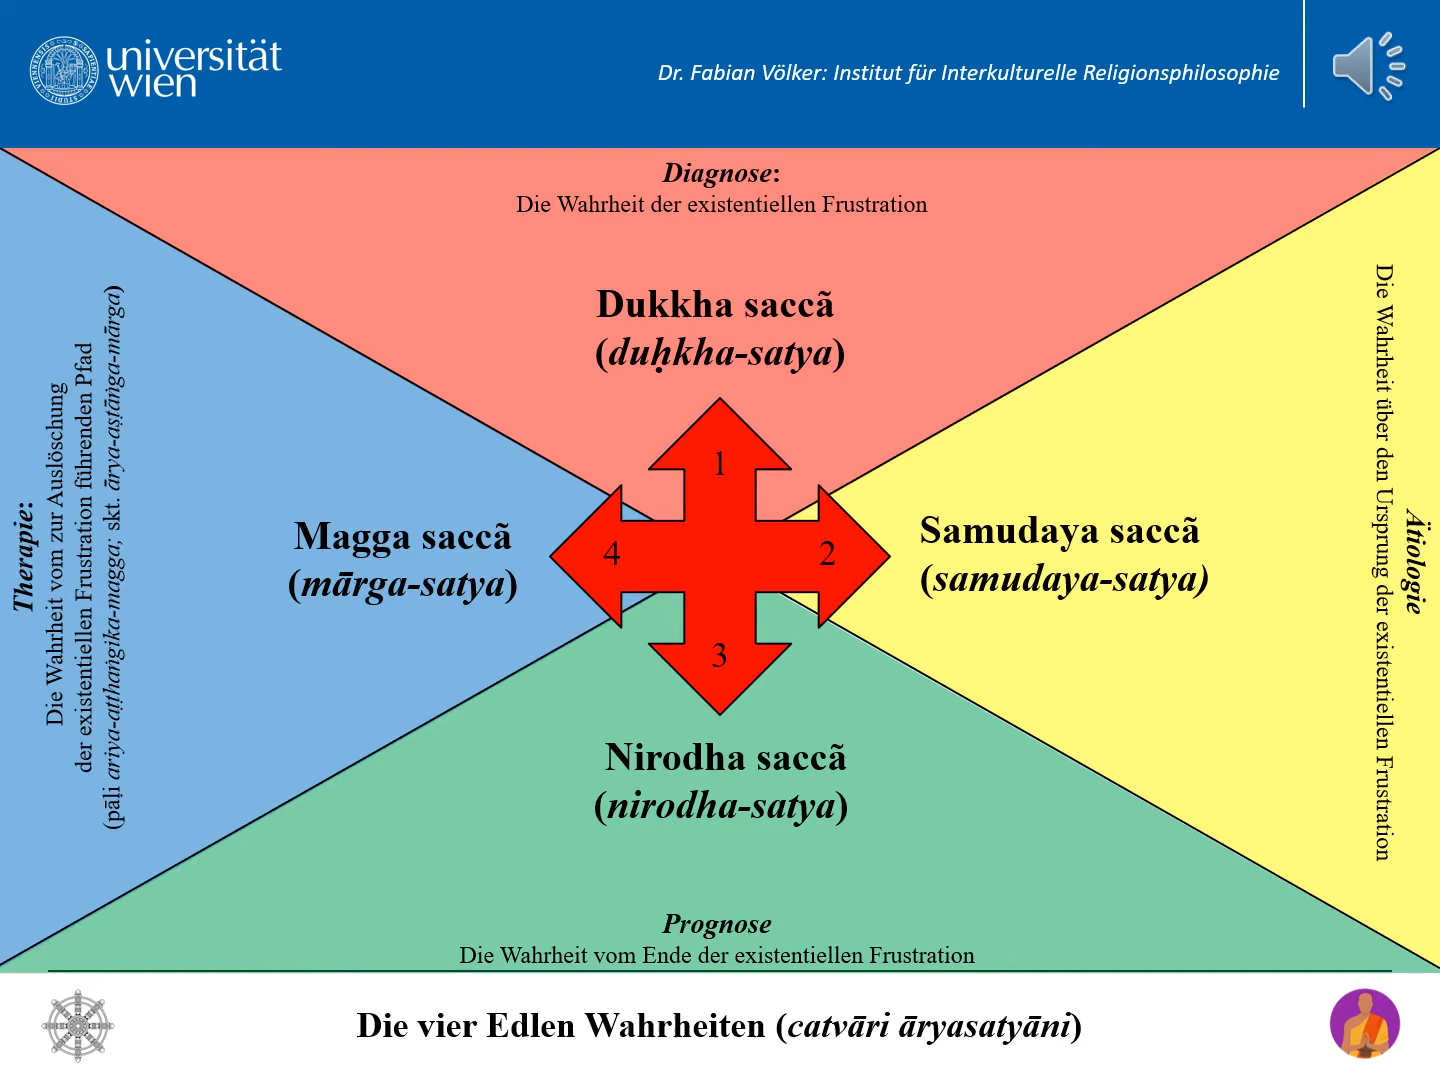 universität
wien
Dr. Fabian Völker: Institut für Interkulturelle Religionsphilosophie
Diagnose:
Die Wahrheit der existentiellen Frustration
Dukkha saccã
(duḥkha-satya)
1
Samudaya saccã
(samudaya-satya)
2
Ätiologie
Die Wahrheit über den Ursprung der existentiellen Frustration
3
Nirodha saccã
(nirodha-satya)
Prognose
Die Wahrheit vom Ende der existentiellen Frustration
4
Magga saccã
(mārga-satya)
Therapie:
Die Wahrheit vom zur Auslöschung
der existentiellen Frustration führenden Pfad
(pāḷi ariya-aṭṭhaṅgika-magga; skt. ārya-aṣṭāṅga-mārga)
Die vier Edlen Wahrheiten (catvāri āryasatyāni)